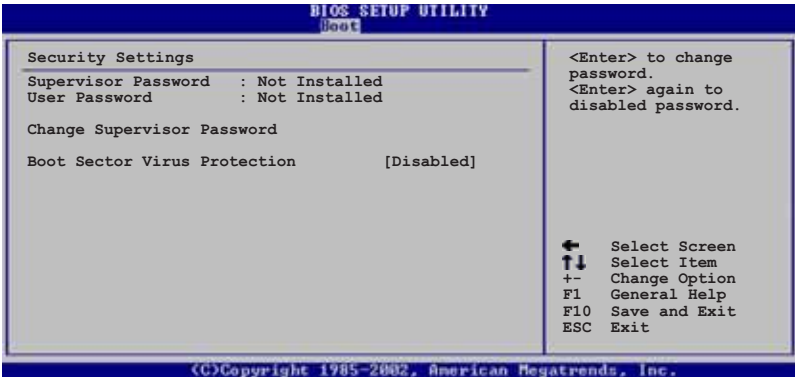 BIOS SETUP UTILITY
Boot
Security Settings
Supervisor Password : Not Installed
User Password : Not Installed
Change Supervisor Password
Boot Sector Virus Protection [Disabled]
<Enter> to change
password.
<Enter> again to
disabled password.
← Select Screen
↑↓ Select Item
+- Change Option
F1 General Help
F10 Save and Exit
ESC Exit
(C)Copyright 1985-2002, American Megatrends, Inc.